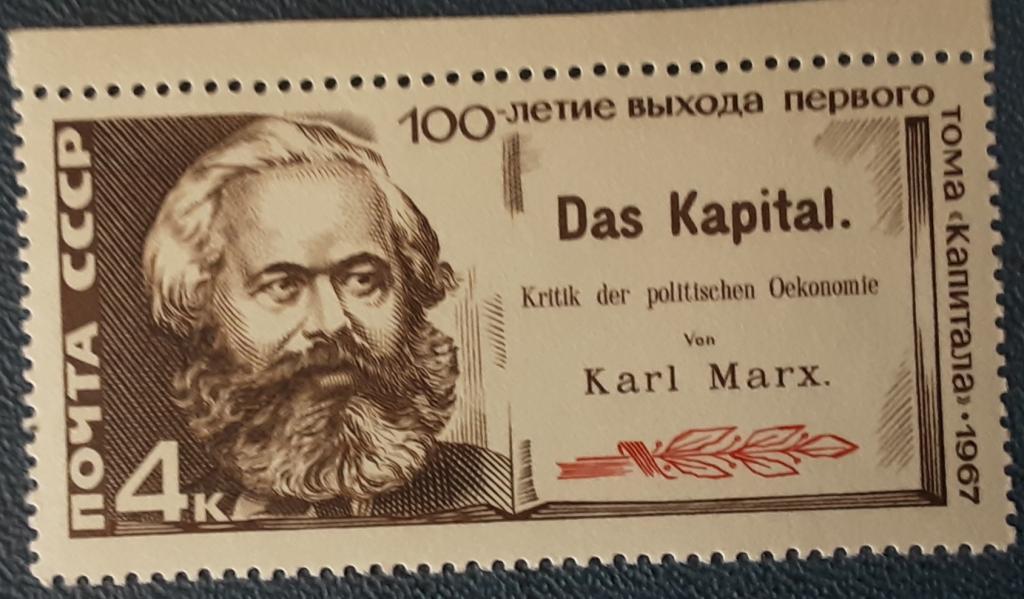 100-летие выхода первого
тома «Капитала»·1967
ПОЧТА СССР
4к
Das Kapital.
Kritik der politischen Oekonomie
Von
Karl Marx.